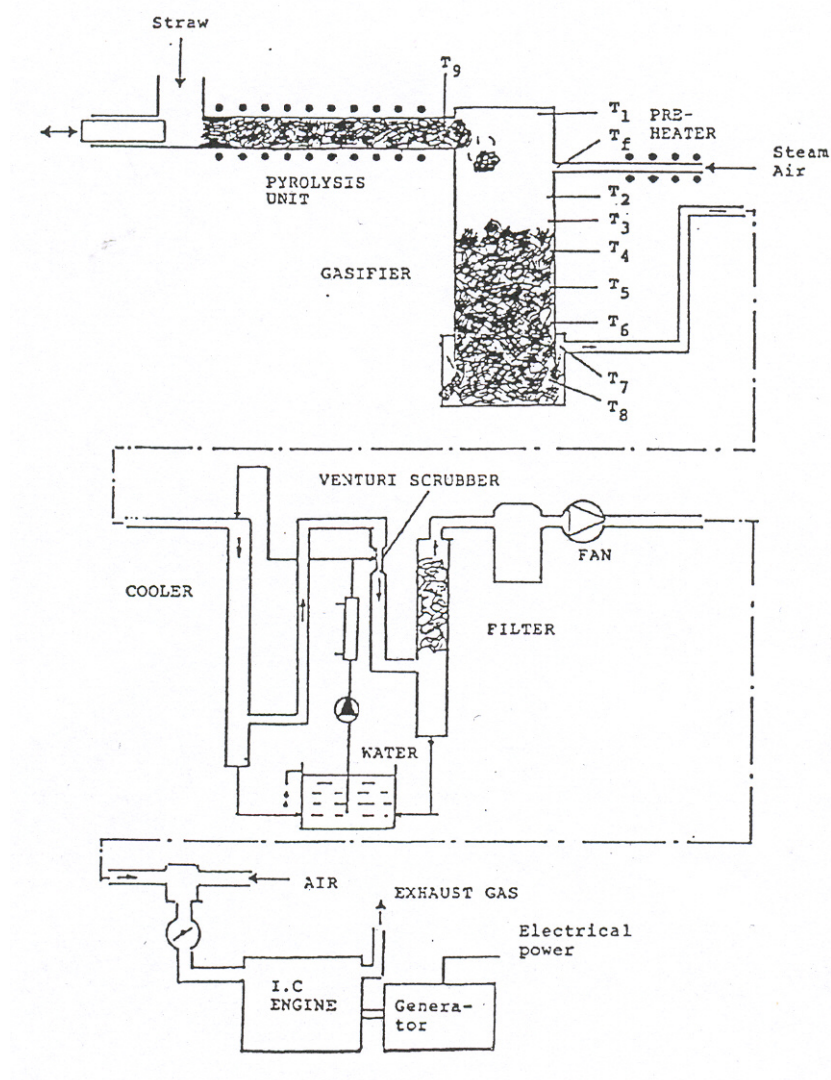 Straw
T9
T1
Tf
PRE-
HEATER
Steam
Air
PYROLYSIS
UNIT
T2
T3
GASIFIER
T4
T5
T6
T7
T8
VENTURI SCRUBBER
FAN
COOLER
FILTER
WATER
AIR
EXHAUST GAS
Electrical
power
I.C
ENGINE
Genera-
tor